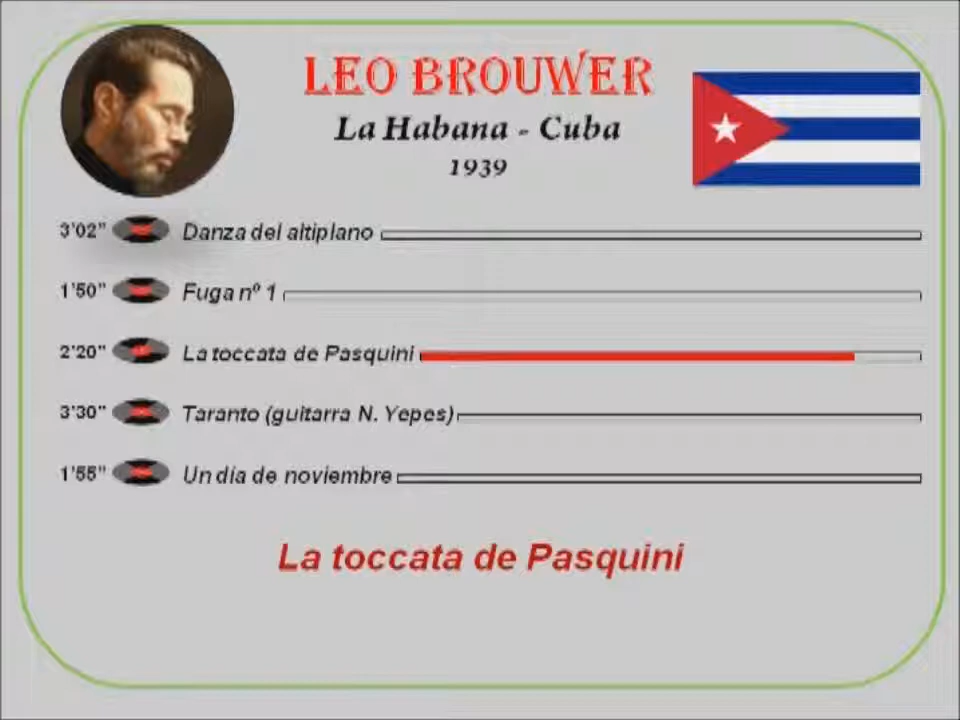 LEO BROUWER
La Habana - Cuba
1939
3'02" Danza del altiplano
1'50" Fuga nº 1
2'20" La toccata de Pasquini
3'30" Taranto (guitarra N. Yepes)
1'55" Un día de noviembre
La toccata de Pasquini